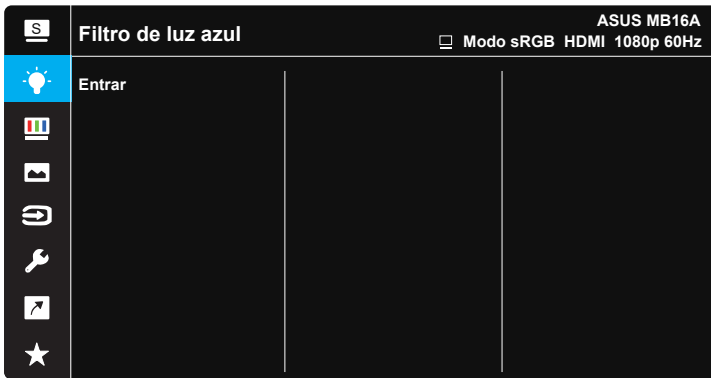 S
Filtro de luz azul
ASUS MB16A
Modo sRGB HDMI 1080p 60Hz
Entrar